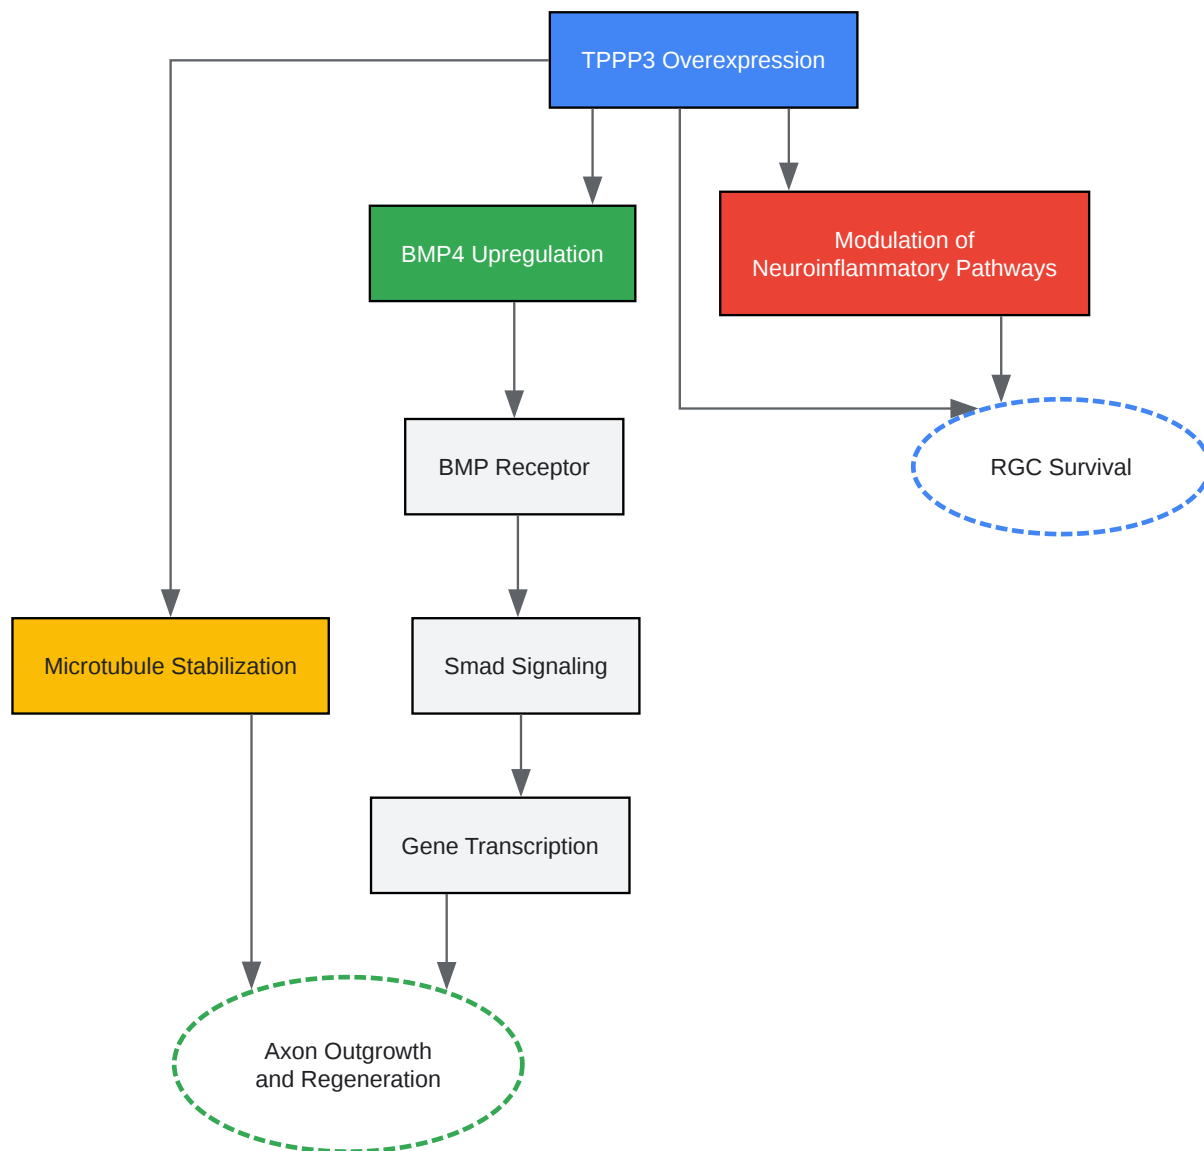 TPPP3 Overexpression
BMP4 Upregulation
Modulation of
Neuroinflammatory Pathways
BMP Receptor
RGC Survival
Microtubule Stabilization
Smad Signaling
Gene Transcription
Axon Outgrowth
and Regeneration